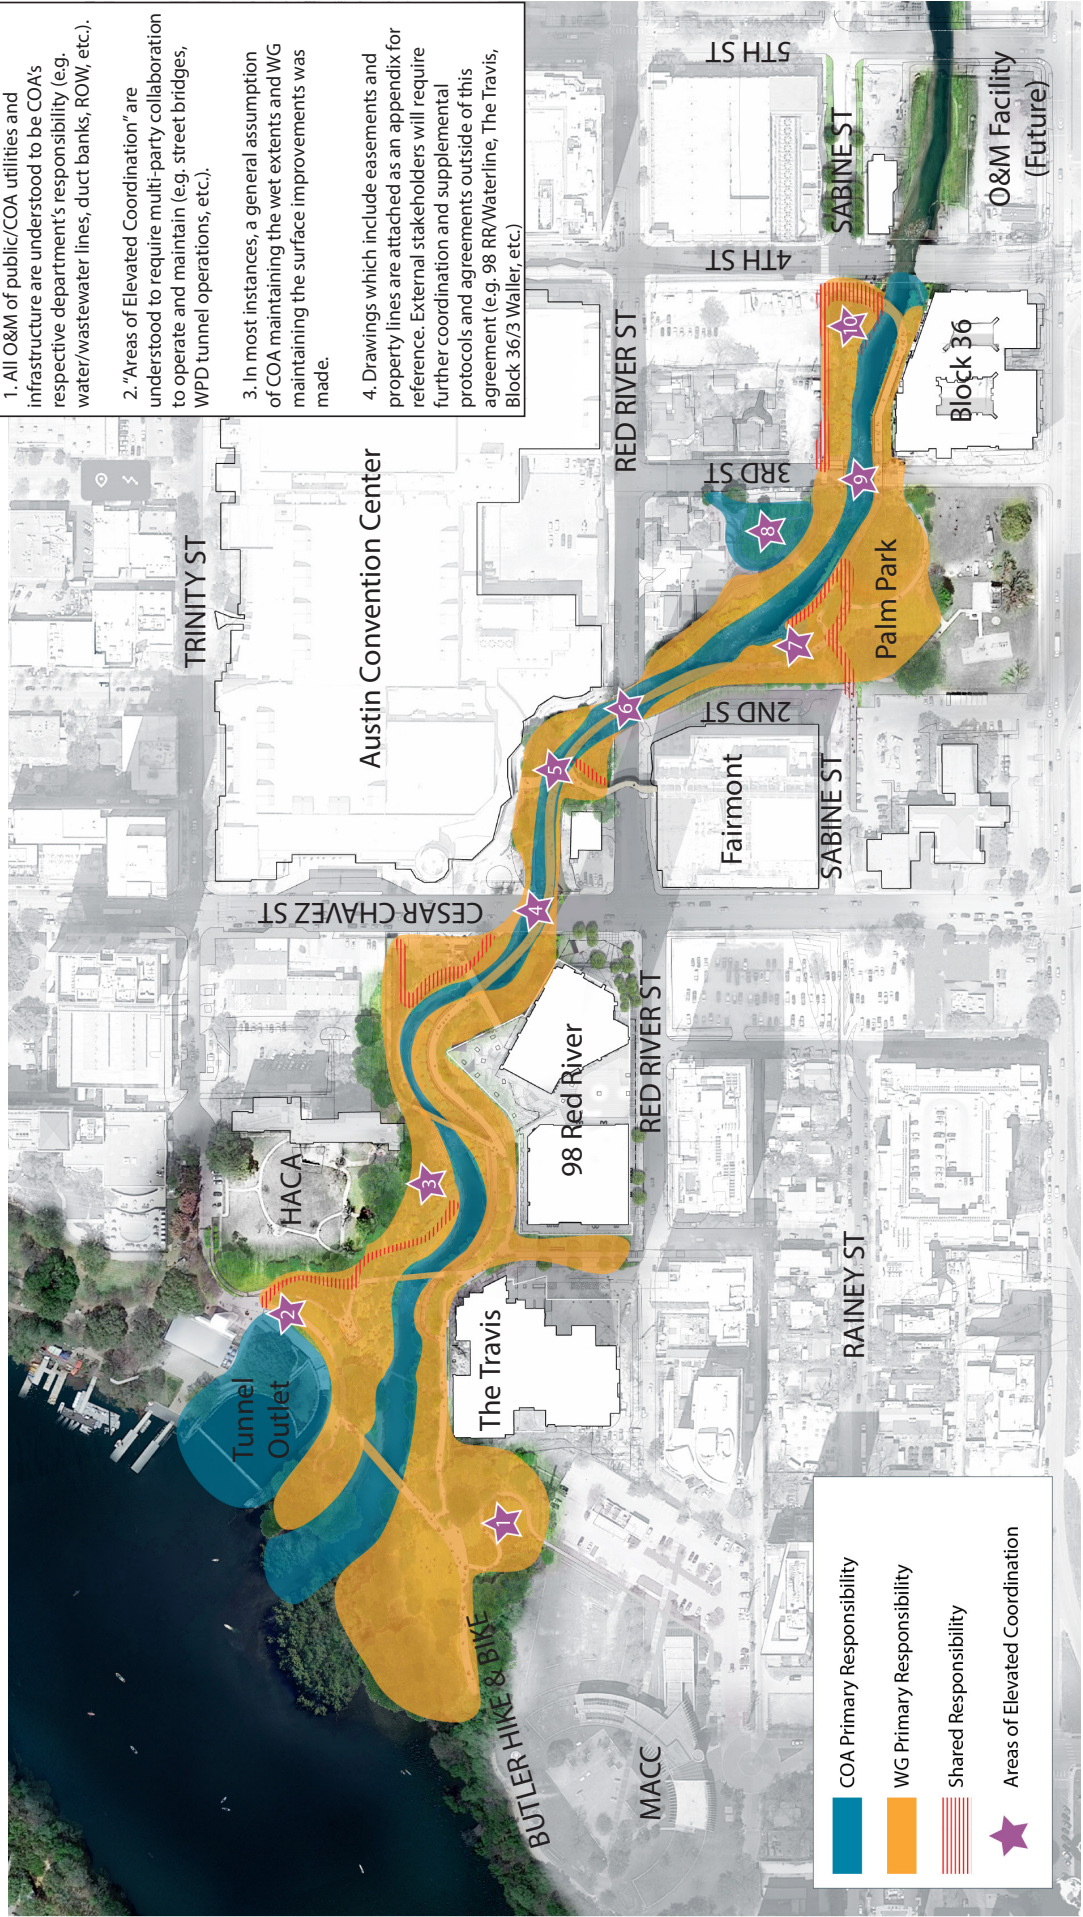 1. All O&M of public/COA utilities and
infrastructure are understood to be COA's
respective department's responsibility (e.g.
water/wastewater lines, duct banks, ROW, etc.).
2. "Areas of Elevated Coordination" are
understood to require multi-party collaboration
to operate and maintain (e.g. street bridges,
WPD tunnel operations, etc.).
3. In most instances, a general assumption
of COA maintaining the wet extents and WG
maintaining the surface improvements was
made.
4. Drawings which include easements and
property lines are attached as an appendix for
reference. External stakeholders will require
further coordination and supplemental
protocols and agreements outside of this
agreement (e.g. 98 RR/Waterline, The Travis,
Block 36/3 Waller, etc.)
TRINITY ST
Austin Convention Center
CESAR CHAVEZ ST
HACA
Tunnel
Outlet
The Travis
98 Red River
RED RIVER ST
RED RIVER ST
RAINEY ST
BUTLER HIKE & BIKE
MACC
Fairmont
2ND ST
3RD ST
4TH ST
5TH ST
SABINE ST
SABINE ST
Palm Park
Block 36
O&M Facility
(Future)
1
2
3
4
5
6
7
8
9
10
COA Primary Responsibility
WG Primary Responsibility
Shared Responsibility
Areas of Elevated Coordination